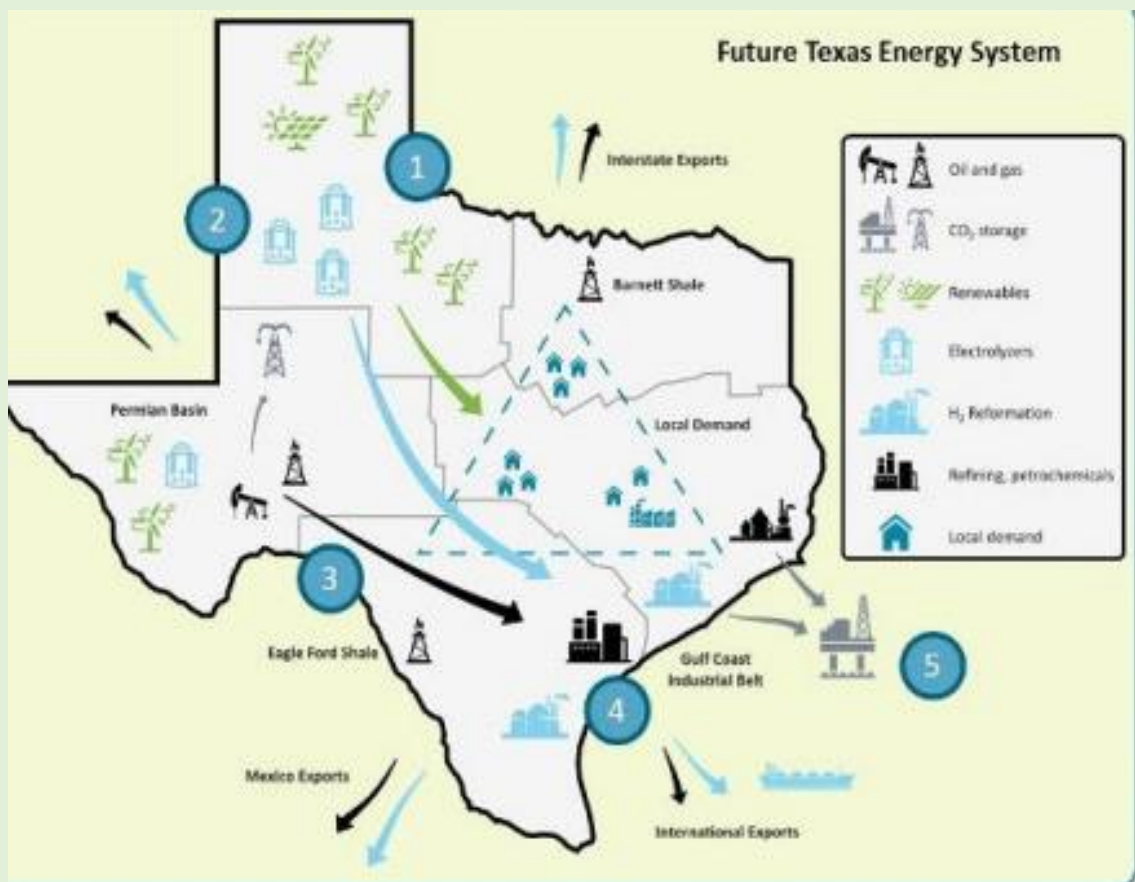 Future Texas Energy System
1
Interstate Exports
Oil and gas
2
CO₂ storage
Barnett Shale
Renewables
Electrolyzers
Permian Basin
H₂ Reformation
Local Demand
Refining, petrochemicals
Local demand
3
Eagle Ford Shale
Gulf Coast
Industrial Belt
5
4
Mexico Exports
International Exports